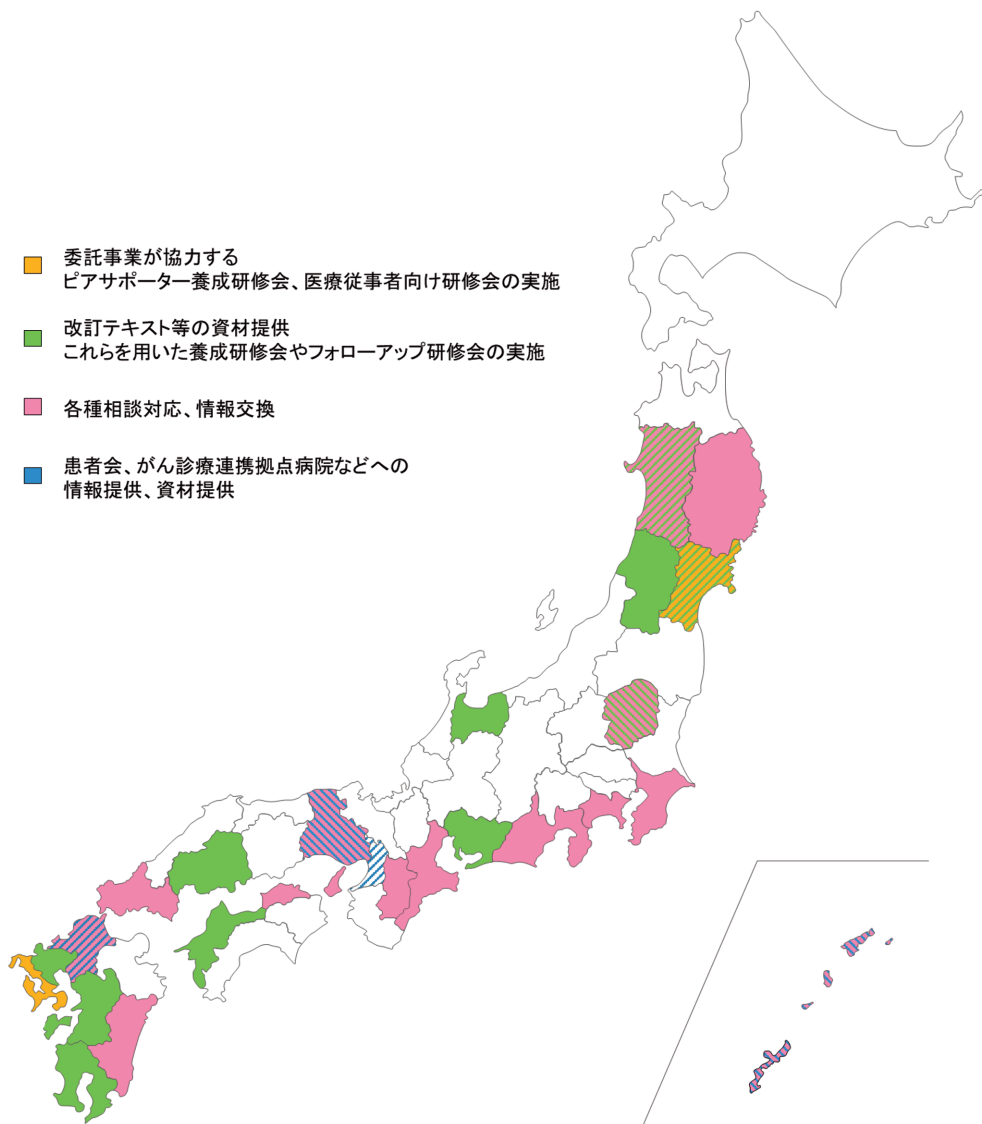 委託事業が協力する
ピアサポーター養成研修会、医療従事者向け研修会の実施
改訂テキスト等の資材提供
これらを用いた養成研修会やフォローアップ研修会の実施
各種相談対応、情報交換
患者会、がん診療連携拠点病院などへの
情報提供、資材提供